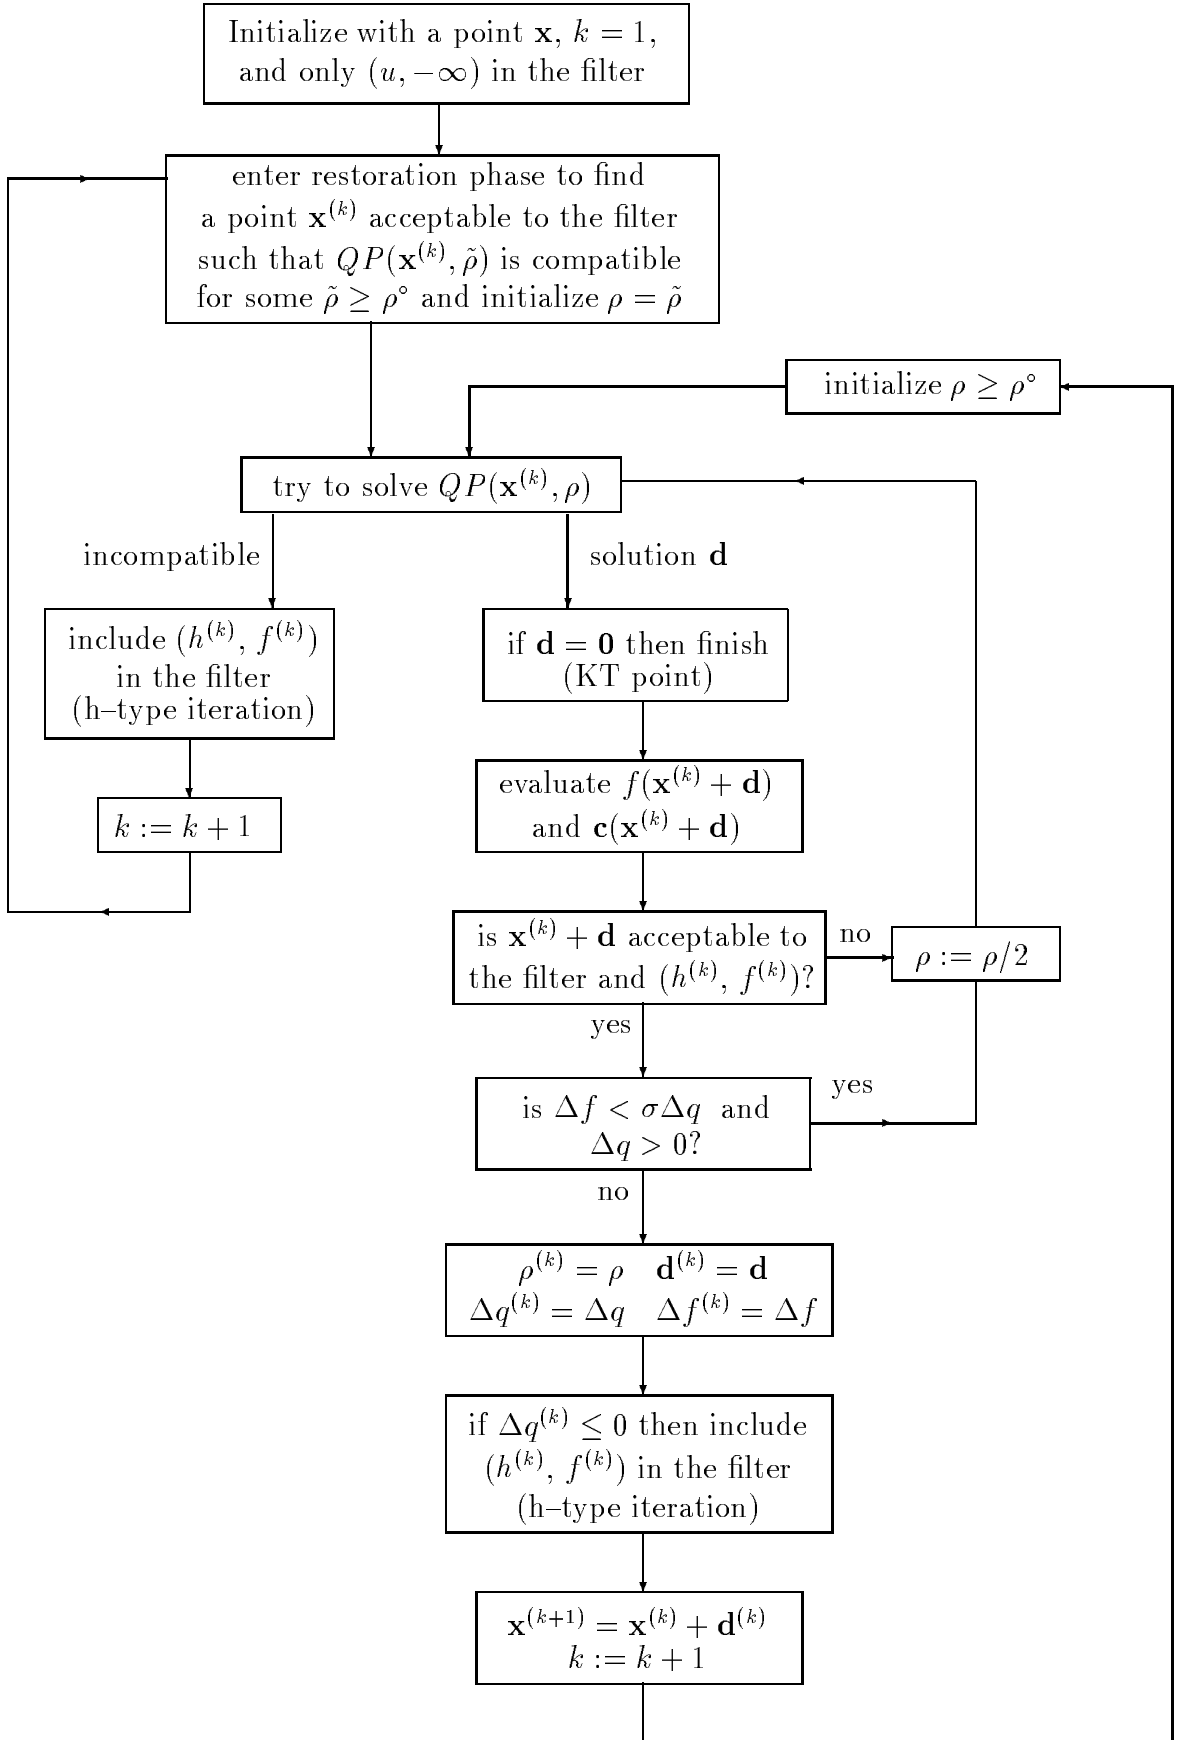 Initialize with a point x, k = 1,
and only (u, −∞) in the filter
enter restoration phase to find
a point x^(k) acceptable to the filter
such that QP(x^(k), ρ̃) is compatible
for some ρ̃ ≥ ρ° and initialize ρ = ρ̃
initialize ρ ≥ ρ°
try to solve QP(x^(k), ρ)
incompatible
solution d
include (h^(k), f^(k))
in the filter
(h–type iteration)
k := k + 1
if d = 0 then finish
(KT point)
evaluate f(x^(k) + d)
and c(x^(k) + d)
is x^(k) + d acceptable to
the filter and (h^(k), f^(k))?
no
ρ := ρ/2
yes
is Δf < σΔq and
Δq > 0?
yes
no
ρ^(k) = ρ d^(k) = d
Δq^(k) = Δq Δf^(k) = Δf
if Δq^(k) ≤ 0 then include
(h^(k), f^(k)) in the filter
(h–type iteration)
x^(k+1) = x^(k) + d^(k)
k := k + 1